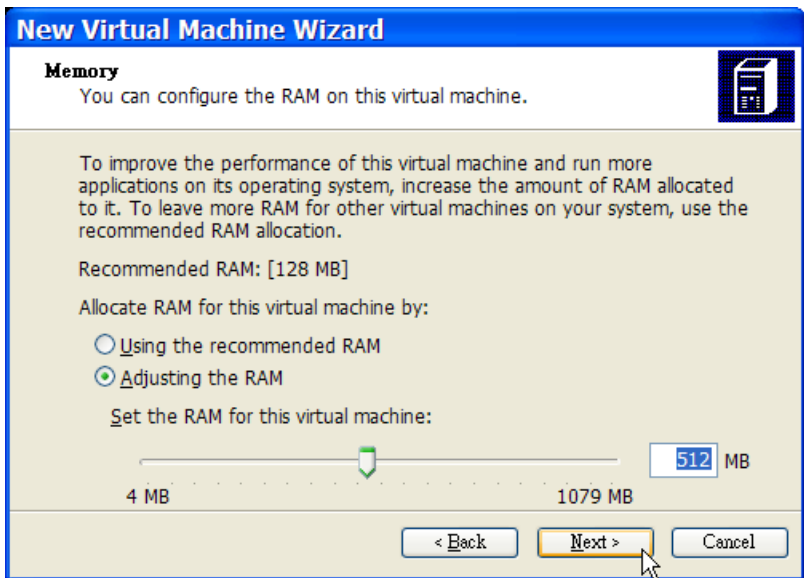 New Virtual Machine Wizard
Memory
You can configure the RAM on this virtual machine.
To improve the performance of this virtual machine and run more
applications on its operating system, increase the amount of RAM allocated
to it. To leave more RAM for other virtual machines on your system, use the
recommended RAM allocation.
Recommended RAM: [128 MB]
Allocate RAM for this virtual machine by:
Using the recommended RAM
Adjusting the RAM
Set the RAM for this virtual machine:
512 MB
4 MB 1079 MB
< Back Next > Cancel